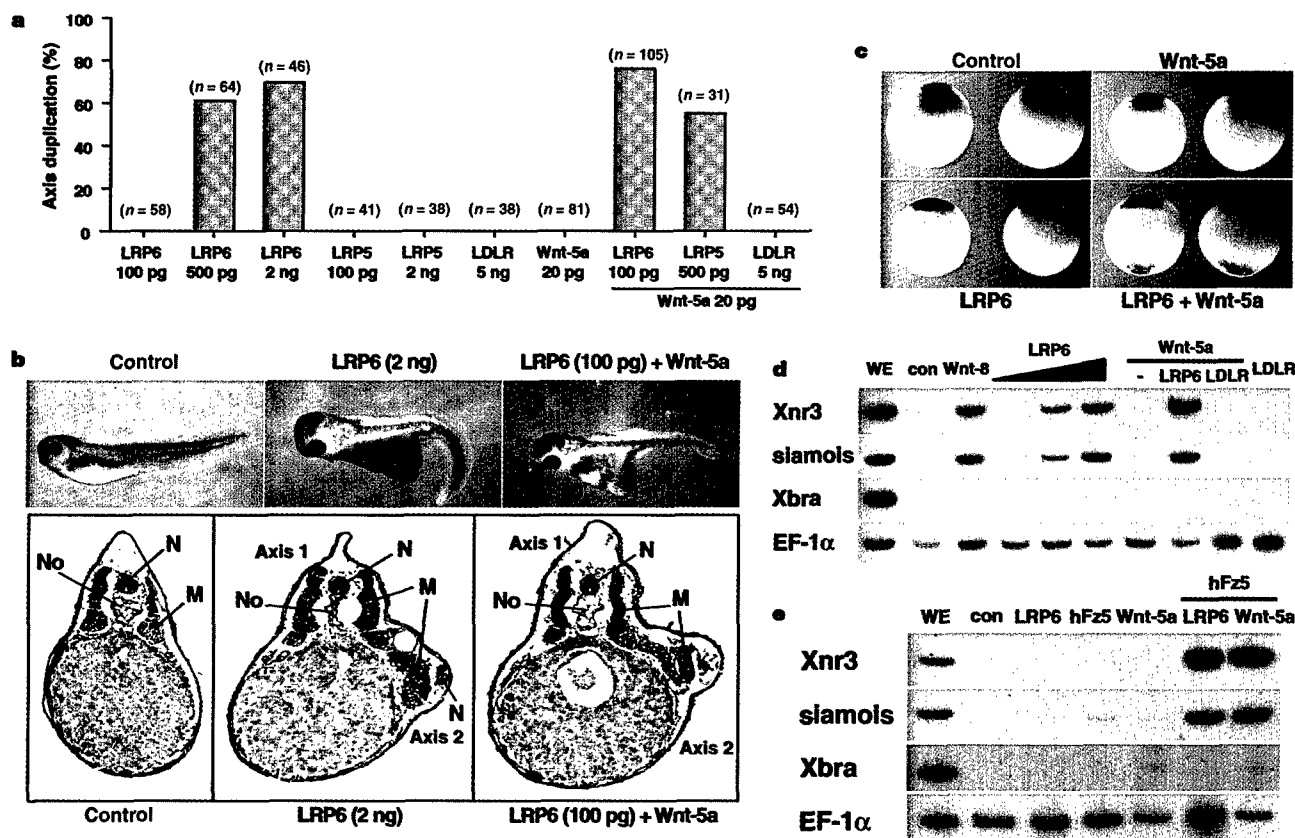 a
Axis duplication (%)
100
80
60
40
20
0
(n = 58)
(n = 64)
(n = 46)
(n = 41)
(n = 38)
(n = 38)
(n = 81)
(n = 105)
(n = 31)
(n = 54)
LRP6 LRP6 LRP6 LRP5 LRP5 LDLR Wnt-5a LRP6 LRP5 LDLR
100 pg 500 pg 2 ng 100 pg 2 ng 5 ng 20 pg 100 pg 500 pg 5 ng
Wnt-5a 20 pg
b
Control LRP6 (2 ng) LRP6 (100 pg) + Wnt-5a
No
N
M
Axis 1
N
No
M
N
Axis 2
Axis 1
N
No
M
Axis 2
Control LRP6 (2 ng) LRP6 (100 pg) + Wnt-5a
c
Control Wnt-5a
LRP6 LRP6 + Wnt-5a
d
LRP6 Wnt-5a
WE con Wnt-8 - LRP6 LDLR LDLR
Xnr3
siamois
Xbra
EF-1α
e
hFz5
WE con LRP6 hFz5 Wnt-5a LRP6 Wnt-5a
Xnr3
siamois
Xbra
EF-1α